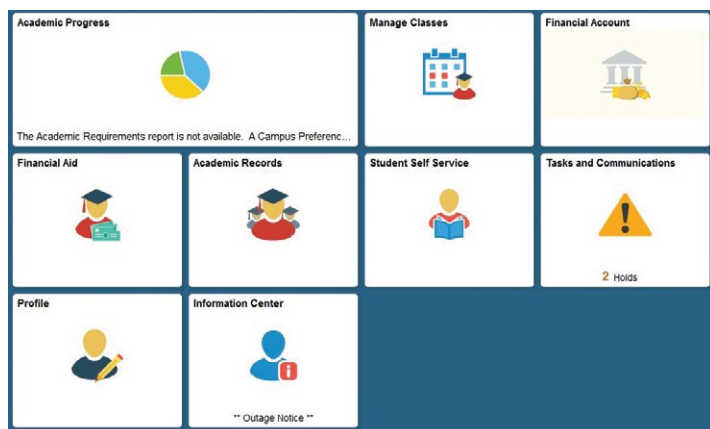 Academic Progress
Manage Classes
Financial Account
The Academic Requirements report is not available. A Campus Preferenc...
Financial Aid
Academic Records
Student Self Service
Tasks and Communications
2 Holds
Profile
Information Center
** Outage Notice **